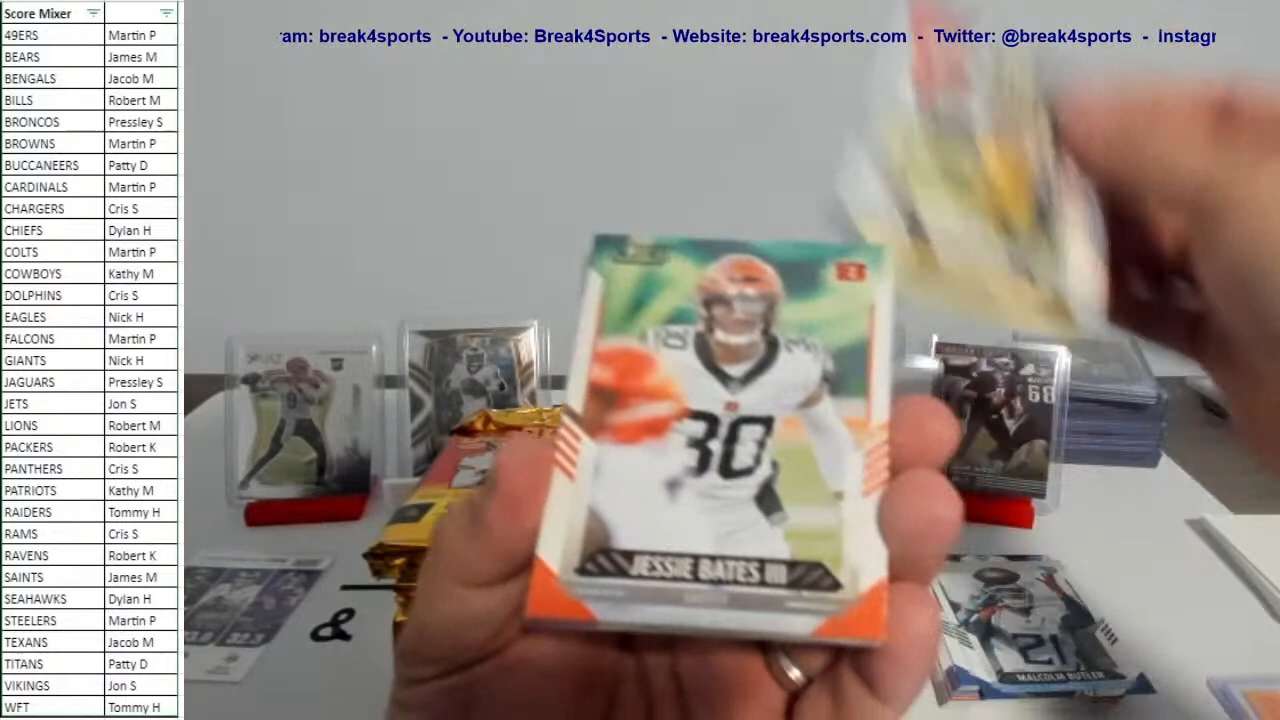 Score Mixer
49ERS Martin P
BEARS James M
BENGALS Jacob M
BILLS Robert M
BRONCOS Pressley S
BROWNS Martin P
BUCCANEERS Patty D
CARDINALS Martin P
CHARGERS Cris S
CHIEFS Dylan H
COLTS Martin P
COWBOYS Kathy M
DOLPHINS Cris S
EAGLES Nick H
FALCONS Martin P
GIANTS Nick H
JAGUARS Pressley S
JETS Jon S
LIONS Robert M
PACKERS Robert K
PANTHERS Cris S
PATRIOTS Kathy M
RAIDERS Tommy H
RAMS Cris S
RAVENS Robert K
SAINTS James M
SEAHAWKS Dylan H
STEELERS Martin P
TEXANS Jacob M
TITANS Patty D
VIKINGS Jon S
WFT Tommy H
am: break4sports - Youtube: Break4Sports - Website: break4sports.com - Twitter: @break4sports - Instagr
30
JESSIE BATES III
9
68
&
21
MALCOLM BUTLER